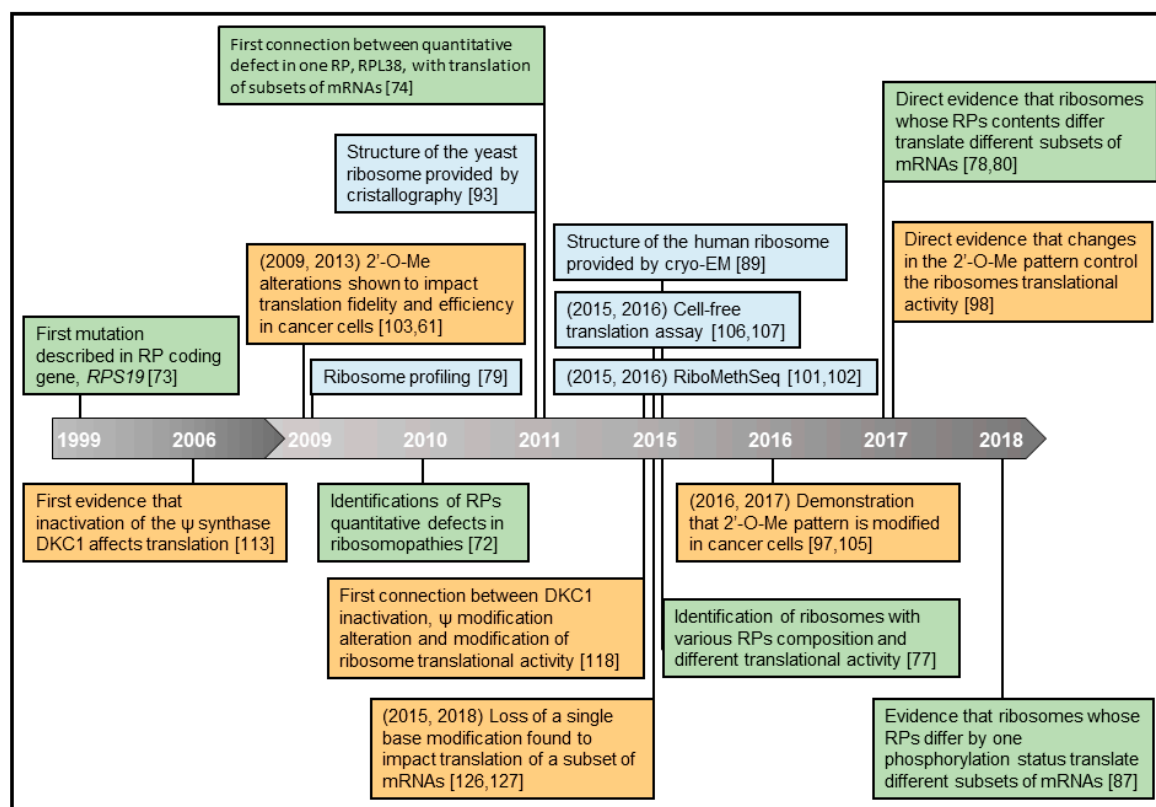 First connection between quantitative
defect in one RP, RPL38, with translation
of subsets of mRNAs [74]
Direct evidence that ribosomes
whose RPs contents differ
translate different subsets of
mRNAs [78,80]
Structure of the yeast
ribosome provided by
cristallography [93]
Structure of the human ribosome
provided by cryo-EM [89]
Direct evidence that changes
in the 2'-O-Me pattern control
the ribosomes translational
activity [98]
(2009, 2013) 2'-O-Me
alterations shown to impact
translation fidelity and efficiency
in cancer cells [103,61]
(2015, 2016) Cell-free
translation assay [106,107]
First mutation
described in RP coding
gene, RPS19 [73]
Ribosome profiling [79]
(2015, 2016) RiboMethSeq [101,102]
1999 2006 2009 2010 2011 2015 2016 2017 2018
First evidence that
inactivation of the ψ synthase
DKC1 affects translation [113]
Identifications of RPs
quantitative defects in
ribosomopathies [72]
(2016, 2017) Demonstration
that 2'-O-Me pattern is modified
in cancer cells [97,105]
First connection between DKC1
inactivation, ψ modification
alteration and modification of
ribosome translational activity [118]
Identification of ribosomes with
various RPs composition and
different translational activity [77]
(2015, 2018) Loss of a single
base modification found to
impact translation of a subset of
mRNAs [126,127]
Evidence that ribosomes whose
RPs differ by one
phosphorylation status translate
different subsets of mRNAs [87]